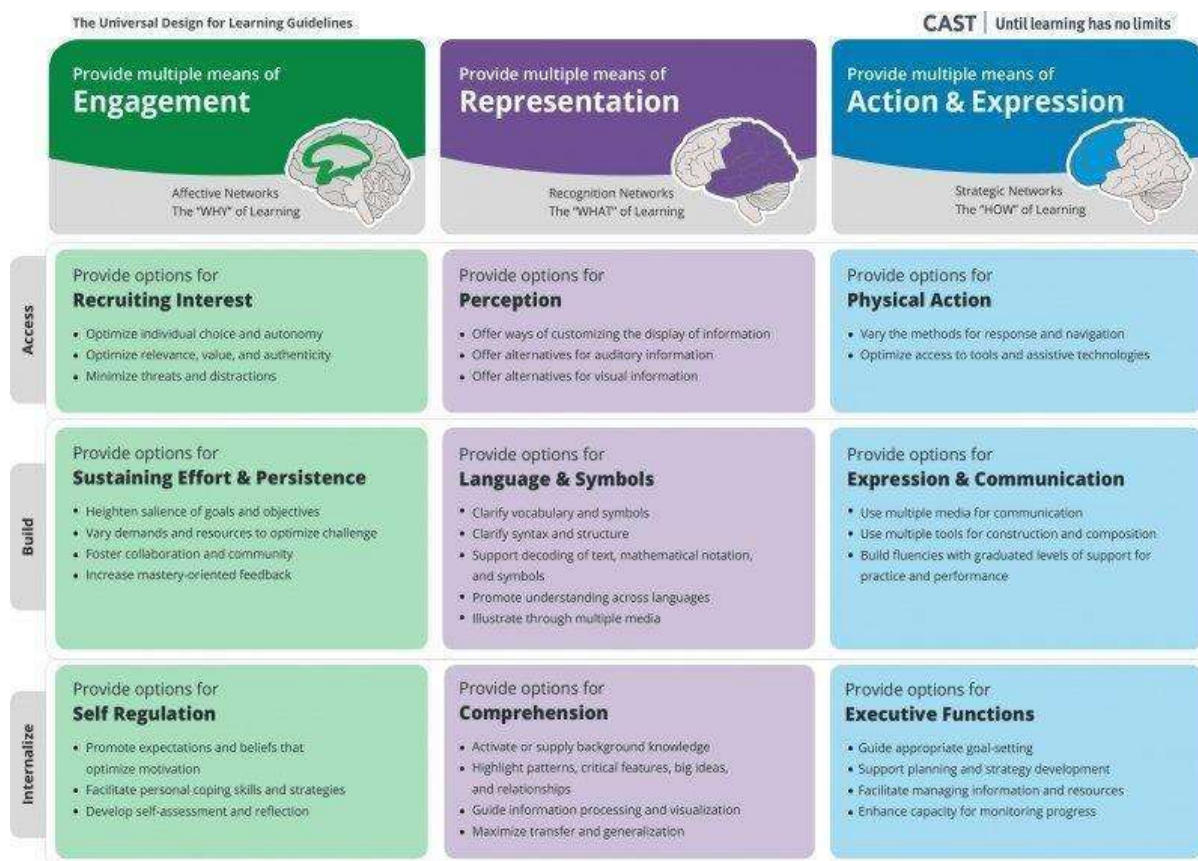 The Universal Design for Learning Guidelines
CAST | Until learning has no limits
Provide multiple means of
Engagement
Affective Networks
The "WHY" of Learning
Provide multiple means of
Representation
Recognition Networks
The "WHAT" of Learning
Provide multiple means of
Action & Expression
Strategic Networks
The "HOW" of Learning
Access
Provide options for
Recruiting Interest
• Optimize individual choice and autonomy
• Optimize relevance, value, and authenticity
• Minimize threats and distractions
Provide options for
Perception
• Offer ways of customizing the display of information
• Offer alternatives for auditory information
• Offer alternatives for visual information
Provide options for
Physical Action
• Vary the methods for response and navigation
• Optimize access to tools and assistive technologies
Build
Provide options for
Sustaining Effort & Persistence
• Heighten salience of goals and objectives
• Vary demands and resources to optimize challenge
• Foster collaboration and community
• Increase mastery-oriented feedback
Provide options for
Language & Symbols
• Clarify vocabulary and symbols
• Clarify syntax and structure
• Support decoding of text, mathematical notation,
and symbols
• Promote understanding across languages
• Illustrate through multiple media
Provide options for
Expression & Communication
• Use multiple media for communication
• Use multiple tools for construction and composition
• Build fluencies with graduated levels of support for
practice and performance
Internalize
Provide options for
Self Regulation
• Promote expectations and beliefs that
optimize motivation
• Facilitate personal coping skills and strategies
• Develop self-assessment and reflection
Provide options for
Comprehension
• Activate or supply background knowledge
• Highlight patterns, critical features, big ideas,
and relationships
• Guide information processing and visualization
• Maximize transfer and generalization
Provide options for
Executive Functions
• Guide appropriate goal-setting
• Support planning and strategy development
• Facilitate managing information and resources
• Enhance capacity for monitoring progress